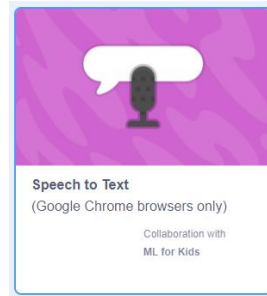 Speech to Text
(Google Chrome browsers only)
Collaboration with
ML for Kids